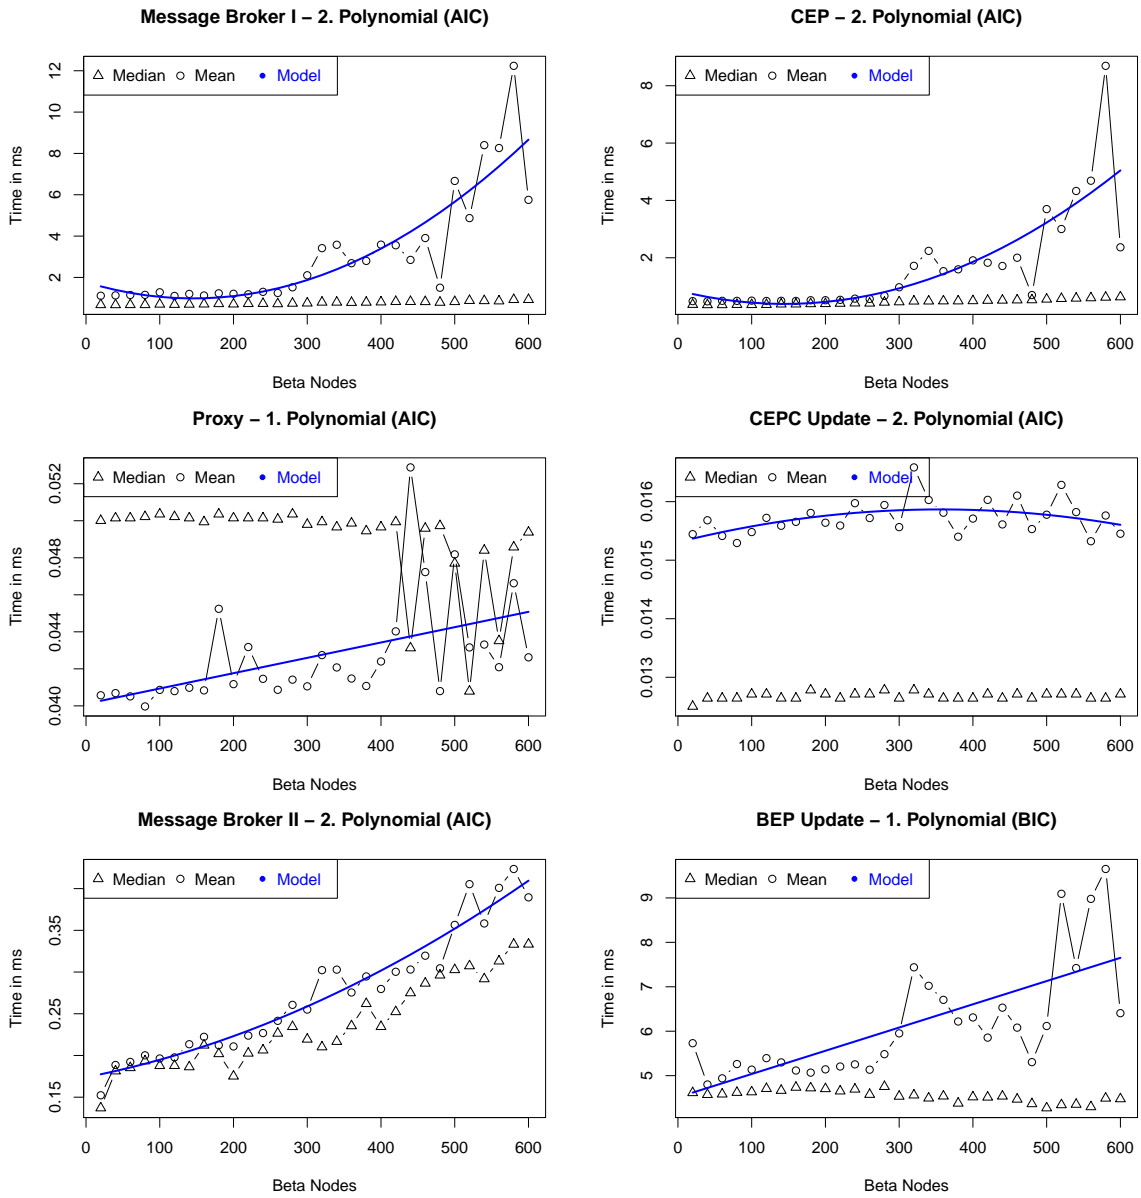 Message Broker I − 2. Polynomial (AIC)
Median Mean Model
Time in ms
2 4 6 8 10 12
0 100 200 300 400 500 600
Beta Nodes
CEP − 2. Polynomial (AIC)
Median Mean Model
Time in ms
2 4 6 8
0 100 200 300 400 500 600
Beta Nodes
Proxy − 1. Polynomial (AIC)
Median Mean Model
Time in ms
0.040 0.044 0.048 0.052
0 100 200 300 400 500 600
Beta Nodes
CEPC Update − 2. Polynomial (AIC)
Median Mean Model
Time in ms
0.013 0.014 0.015 0.016
0 100 200 300 400 500 600
Beta Nodes
Message Broker II − 2. Polynomial (AIC)
Median Mean Model
Time in ms
0.15 0.25 0.35
0 100 200 300 400 500 600
Beta Nodes
BEP Update − 1. Polynomial (BIC)
Median Mean Model
Time in ms
5 6 7 8 9
0 100 200 300 400 500 600
Beta Nodes